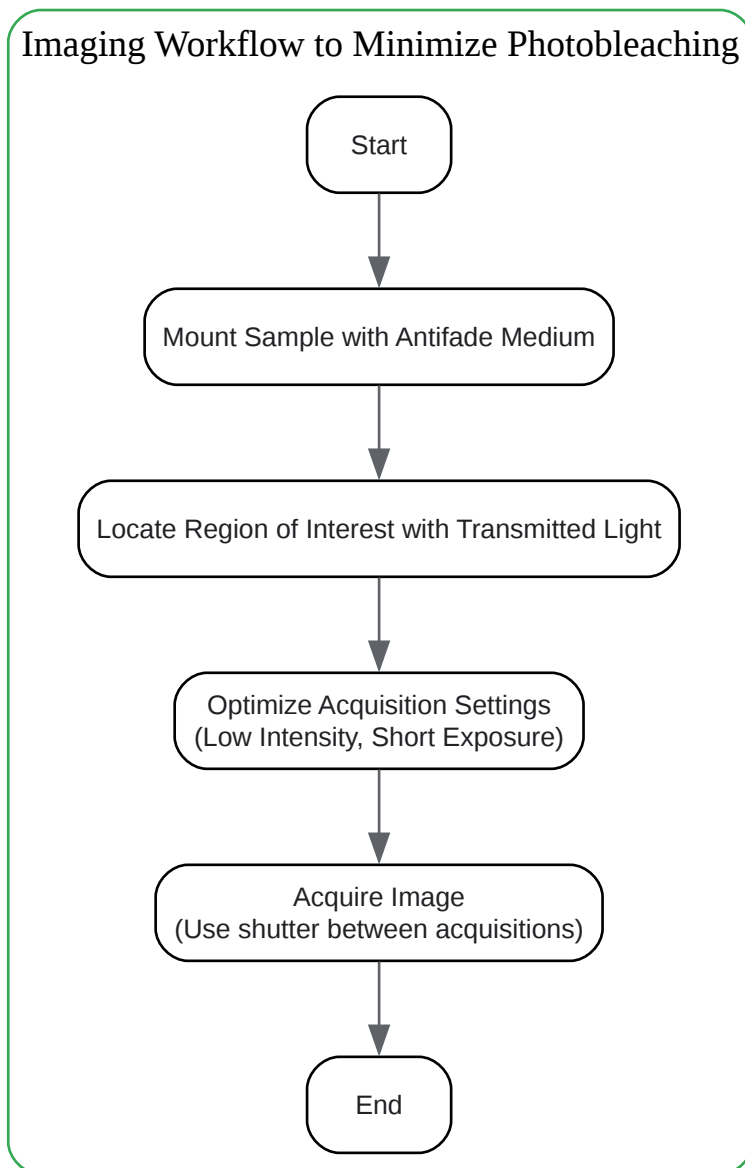 Imaging Workflow to Minimize Photobleaching
Start
Mount Sample with Antifade Medium
Locate Region of Interest with Transmitted Light
Optimize Acquisition Settings
(Low Intensity, Short Exposure)
Acquire Image
(Use shutter between acquisitions)
End